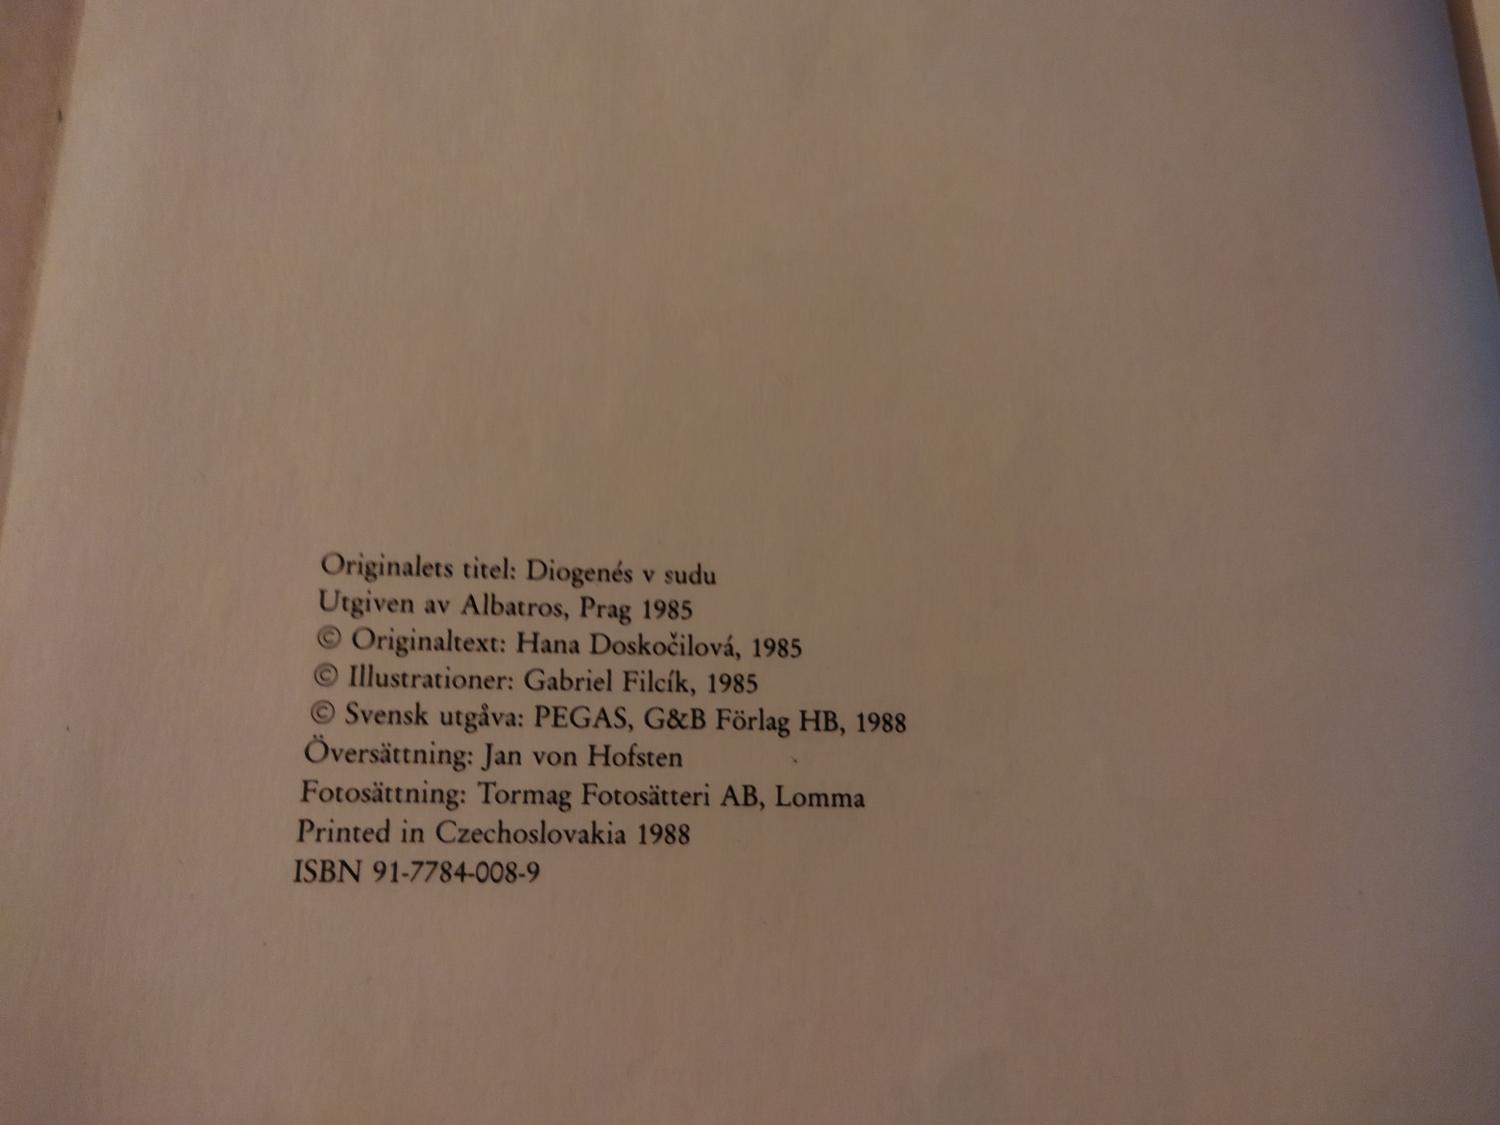 Originalets titel: Diogenés v sudu
Utgiven av Albatros, Prag 1985
© Originaltext: Hana Doskočilová, 1985
© Illustrationer: Gabriel Filcík, 1985
© Svensk utgåva: PEGAS, G&B Förlag HB, 1988
Översättning: Jan von Hofsten
Fotosättning: Tormag Fotosätteri AB, Lomma
Printed in Czechoslovakia 1988
ISBN 91-7784-008-9